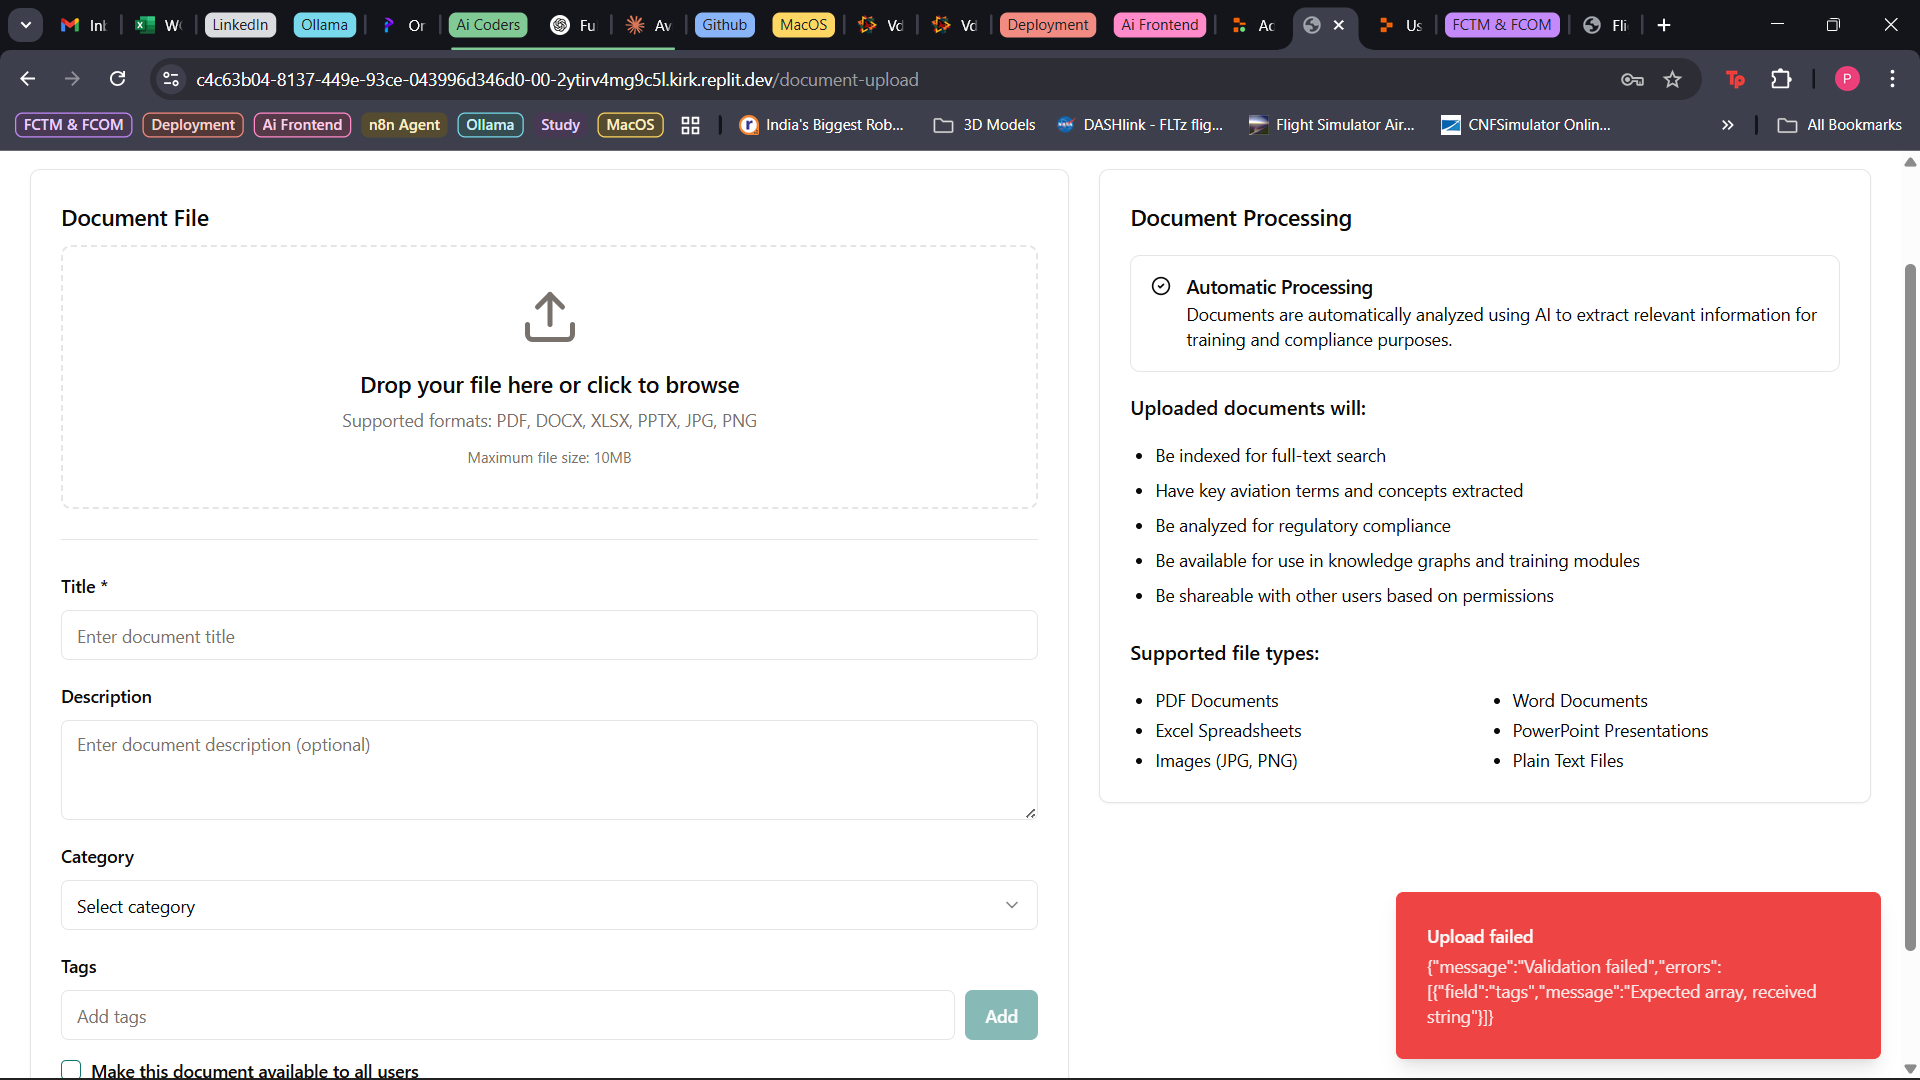 Inb
Wo
LinkedIn
Ollama
Or
Ai Coders
Fu
Av
Github
MacOS
Vd
Vd
Deployment
Ai Frontend
Ad
Us
FCTM & FCOM
Fli
c4c63b04-8137-449e-93ce-043996d346d0-00-2ytirv4mg9c5l.kirk.replit.dev/document-upload
Tp
P
FCTM & FCOM
Deployment
Ai Frontend
n8n Agent
Ollama
Study
MacOS
India's Biggest Rob...
3D Models
DASHlink - FLTz flig...
Flight Simulator Air...
CNFSimulator Onlin...
All Bookmarks
Document File
Drop your file here or click to browse
Supported formats: PDF, DOCX, XLSX, PPTX, JPG, PNG
Maximum file size: 10MB
Title *
Enter document title
Description
Enter document description (optional)
Category
Select category
Tags
Add tags
Add
Make this document available to all users
Document Processing
Automatic Processing
Documents are automatically analyzed using AI to extract relevant information for
training and compliance purposes.
Uploaded documents will:
• Be indexed for full-text search
• Have key aviation terms and concepts extracted
• Be analyzed for regulatory compliance
• Be available for use in knowledge graphs and training modules
• Be shareable with other users based on permissions
Supported file types:
• PDF Documents
• Excel Spreadsheets
• Images (JPG, PNG)
• Word Documents
• PowerPoint Presentations
• Plain Text Files
Upload failed
{"message":"Validation failed","errors":
[{"field":"tags","message":"Expected array, received
string"}]}